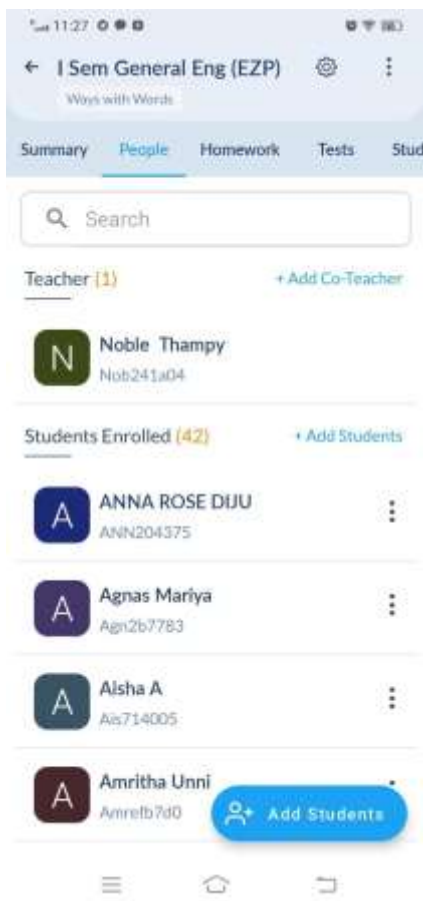 11:27
I Sem General Eng (EZP)
Ways with Words
Summary People Homework Tests Stud
Search
Teacher (1) + Add Co-Teacher
N
Noble Thampy
Nob241a04
Students Enrolled (42) + Add Students
A
ANNA ROSE DIJU
ANN204375
A
Agnas Mariya
Agn2b7783
A
Aisha A
Ais714005
A
Amritha Unni
Amrefb7d0
Add Students